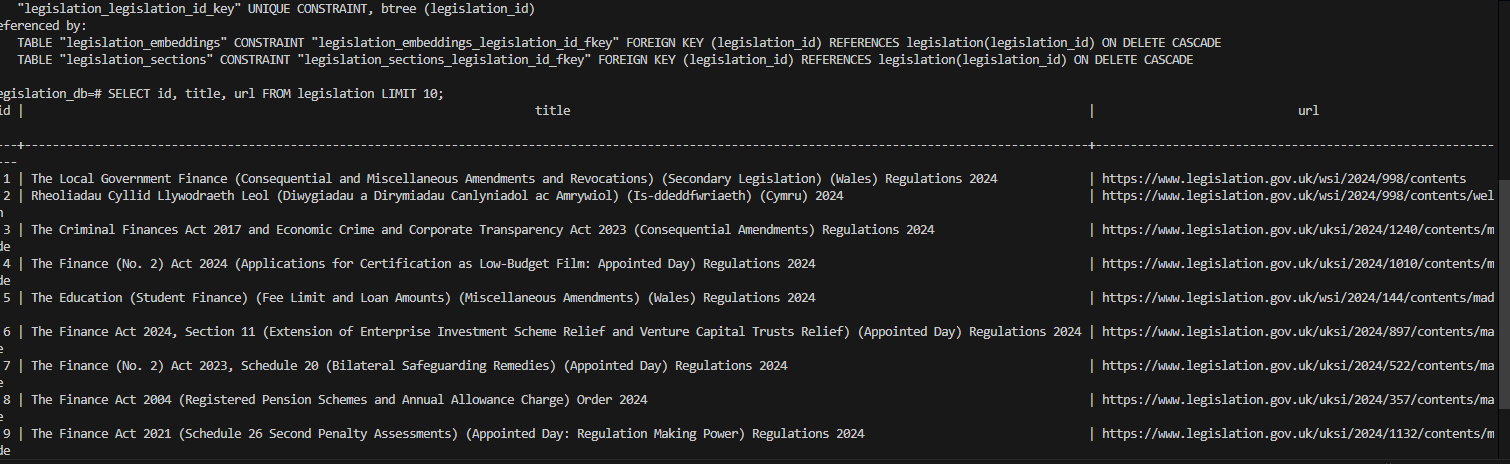 "legislation_legislation_id_key" UNIQUE CONSTRAINT, btree (legislation_id)
eferenced by:
TABLE "legislation_embeddings" CONSTRAINT "legislation_embeddings_legislation_id_fkey" FOREIGN KEY (legislation_id) REFERENCES legislation(legislation_id) ON DELETE CASCADE
TABLE "legislation_sections" CONSTRAINT "legislation_sections_legislation_id_fkey" FOREIGN KEY (legislation_id) REFERENCES legislation(legislation_id) ON DELETE CASCADE
egislation_db=# SELECT id, title, url FROM legislation LIMIT 10;
id | title | url
1 | The Local Government Finance (Consequential and Miscellaneous Amendments and Revocations) (Secondary Legislation) (Wales) Regulations 2024 | https://www.legislation.gov.uk/wsi/2024/998/contents
2 | Rheoliadau Cyllid Llywodraeth Leol (Diwygiadau a Dirymiadau Canlyniadol ac Amrywiol) (Is-ddeddfwriaeth) (Cymru) 2024 | https://www.legislation.gov.uk/wsi/2024/998/contents/wel
h
3 | The Criminal Finances Act 2017 and Economic Crime and Corporate Transparency Act 2023 (Consequential Amendments) Regulations 2024 | https://www.legislation.gov.uk/uksi/2024/1240/contents/m
de
4 | The Finance (No. 2) Act 2024 (Applications for Certification as Low-Budget Film: Appointed Day) Regulations 2024 | https://www.legislation.gov.uk/uksi/2024/1010/contents/m
de
5 | The Education (Student Finance) (Fee Limit and Loan Amounts) (Miscellaneous Amendments) (Wales) Regulations 2024 | https://www.legislation.gov.uk/wsi/2024/144/contents/mad
6 | The Finance Act 2024, Section 11 (Extension of Enterprise Investment Scheme Relief and Venture Capital Trusts Relief) (Appointed Day) Regulations 2024 | https://www.legislation.gov.uk/uksi/2024/897/contents/ma
e
7 | The Finance (No. 2) Act 2023, Schedule 20 (Bilateral Safeguarding Remedies) (Appointed Day) Regulations 2024 | https://www.legislation.gov.uk/uksi/2024/522/contents/ma
e
8 | The Finance Act 2004 (Registered Pension Schemes and Annual Allowance Charge) Order 2024 | https://www.legislation.gov.uk/uksi/2024/357/contents/ma
e
9 | The Finance Act 2021 (Schedule 26 Second Penalty Assessments) (Appointed Day: Regulation Making Power) Regulations 2024 | https://www.legislation.gov.uk/uksi/2024/1132/contents/m
de